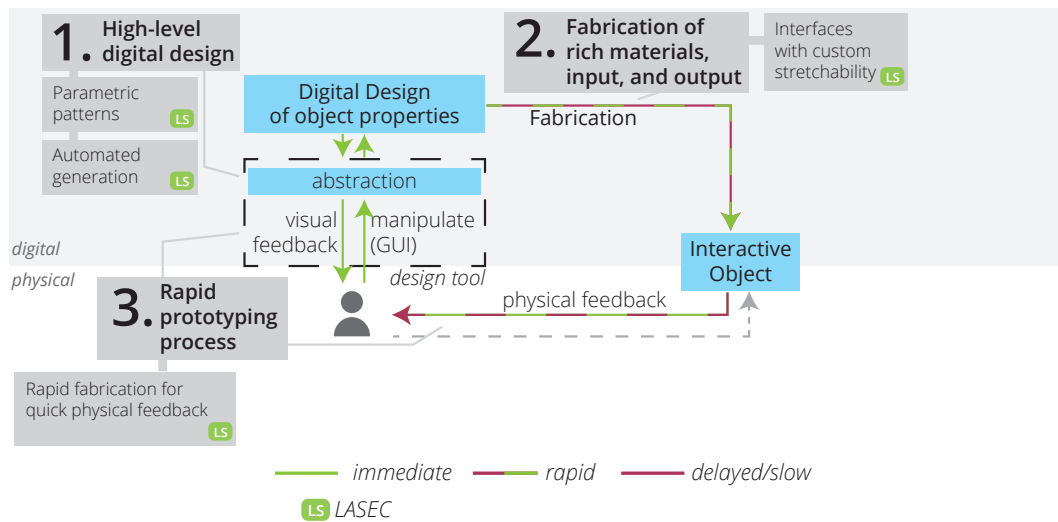 1. High-level
digital design
Parametric
patterns
LS
Automated
generation
LS
2. Fabrication of
rich materials,
input, and output
Interfaces
with custom
stretchability
LS
Digital Design
of object properties
Fabrication
abstraction
visual
feedback
manipulate
(GUI)
design tool
digital
physical
Interactive
Object
physical feedback
3. Rapid
prototyping
process
Rapid fabrication for
quick physical feedback
LS
immediate
rapid
delayed/slow
LS LASEC